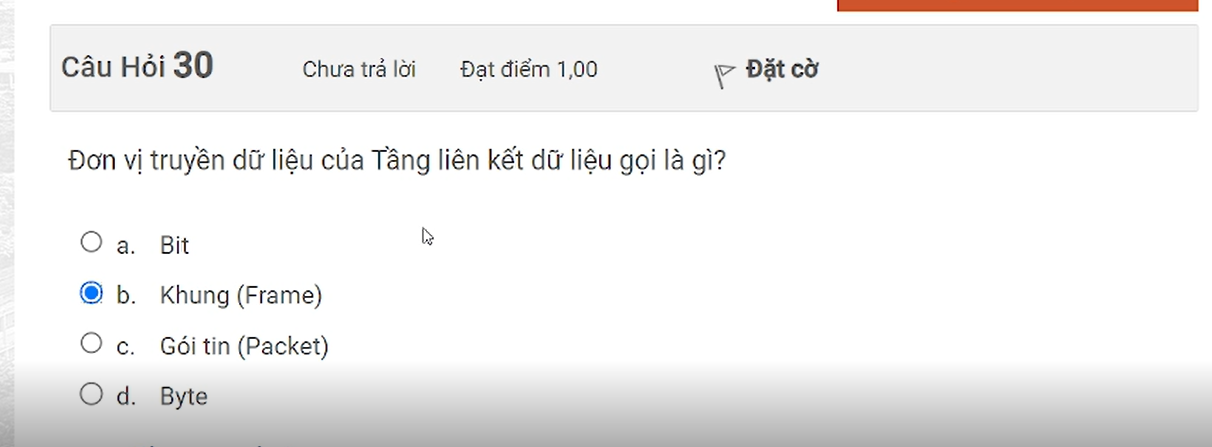 Câu Hỏi 30 Chưa trả lời Đạt điểm 1,00 Đặt cờ
Đơn vị truyền dữ liệu của Tầng liên kết dữ liệu gọi là gì?
a. Bit
b. Khung (Frame)
c. Gói tin (Packet)
d. Byte